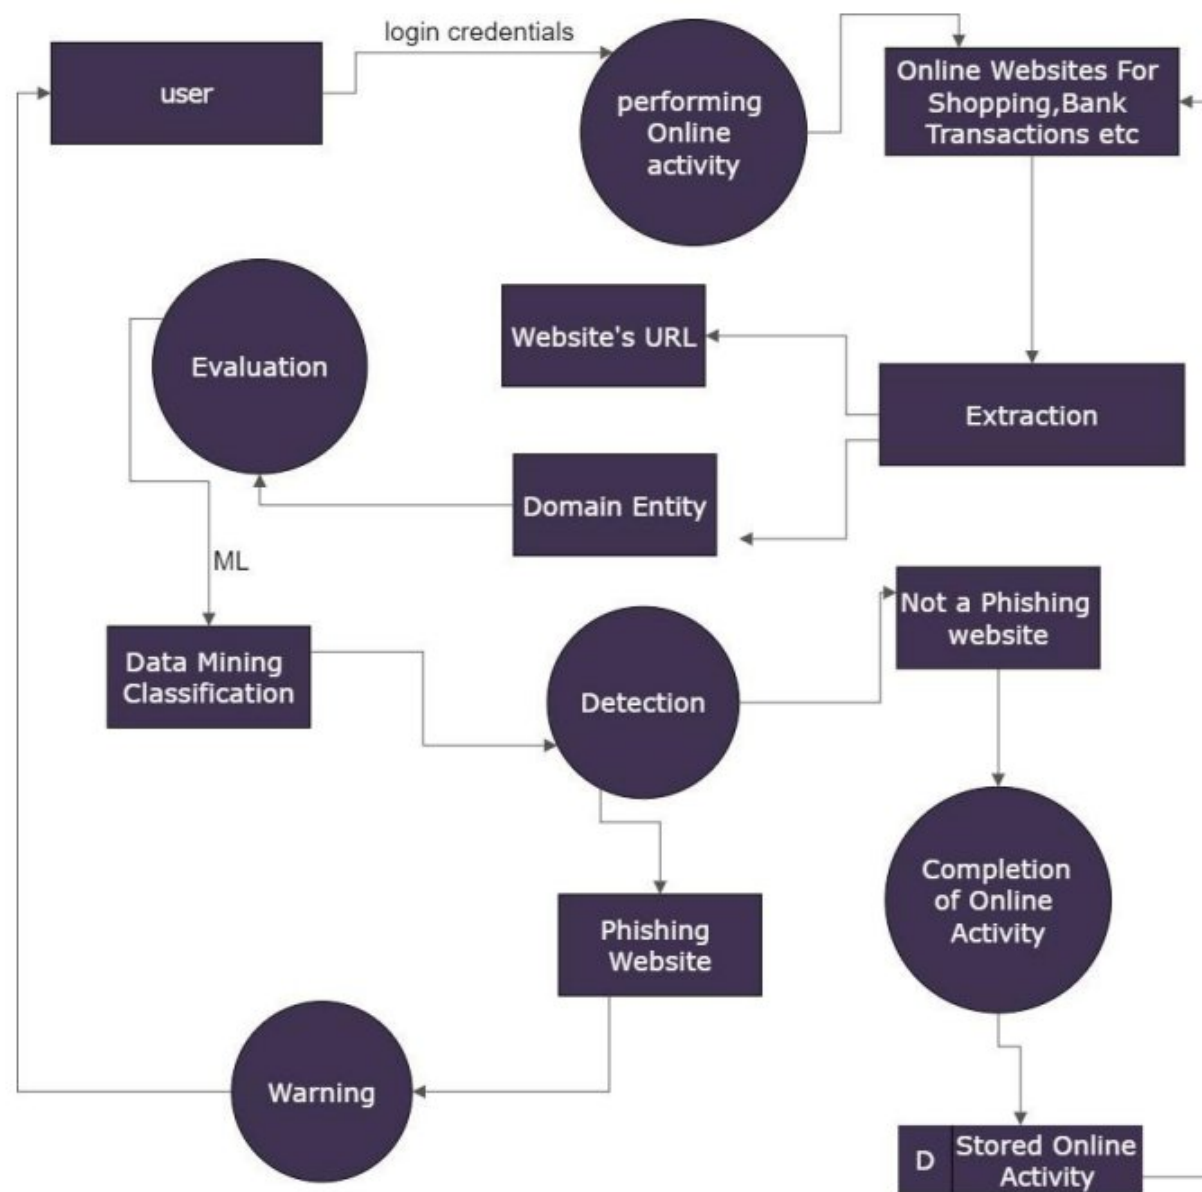 login credentials
user
performing
Online
activity
Online Websites For
Shopping,Bank
Transactions etc
Evaluation
Website's URL
Extraction
Domain Entity
ML
Not a Phishing
website
Data Mining
Classification
Detection
Completion
of Online
Activity
Phishing
Website
Warning
D
Stored Online
Activity